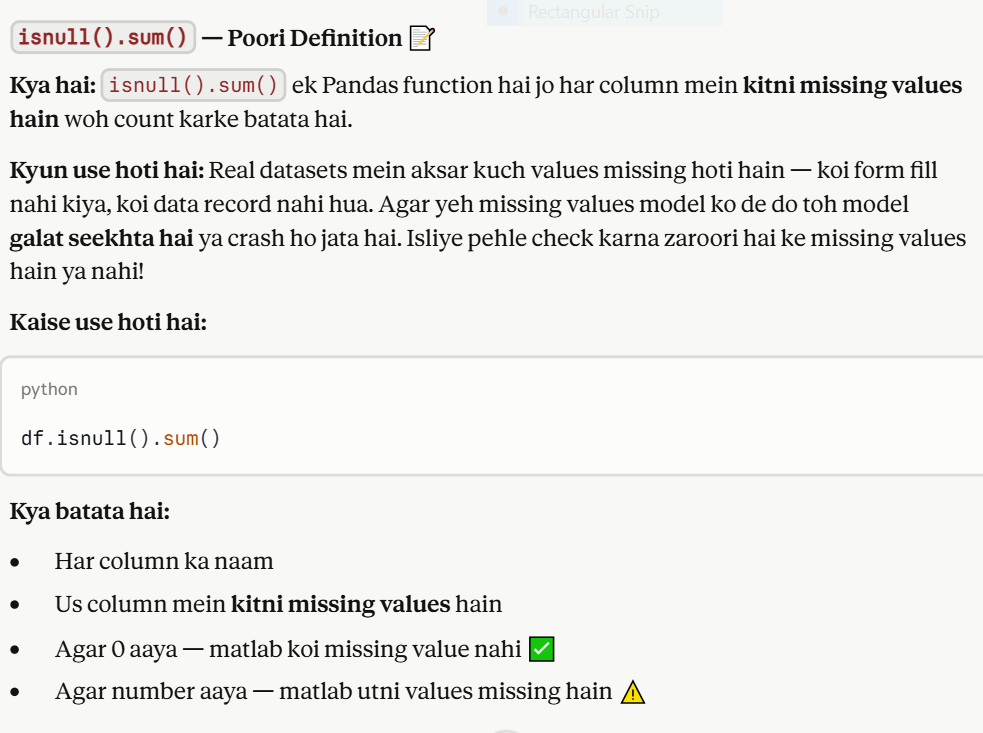 Rectangular Snip
isnull().sum() — Poori Definition 📝
Kya hai: isnull().sum() ek Pandas function hai jo har column mein kitni missing values
hain woh count karke batata hai.
Kyun use hoti hai: Real datasets mein aksar kuch values missing hoti hain — koi form fill
nahi kiya, koi data record nahi hua. Agar yeh missing values model ko de do toh model
galat seekhta hai ya crash ho jata hai. Isliye pehle check karna zaroori hai ke missing values
hain ya nahi!
Kaise use hoti hai:
python
df.isnull().sum()
Kya batata hai:
• Har column ka naam
• Us column mein kitni missing values hain
• Agar 0 aaya — matlab koi missing value nahi ✅
• Agar number aaya — matlab utni values missing hain ⚠️